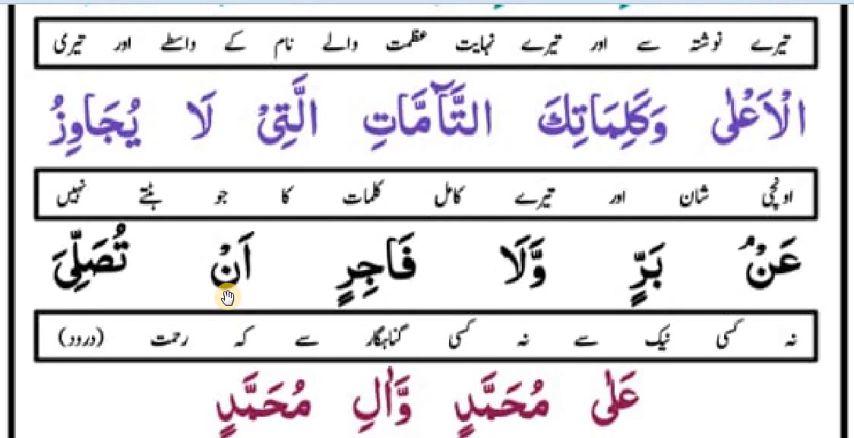 تیرے نوشتہ سے اور تیرے نہایت عظمت والے نام کے واسطے اور تیری
الْاَعْلٰی وَکَلِمَاتِكَ التَّآمَّاتِ الَّتِیْ لَا یُجَاوِزُ
اونچی شان اور تیرے کامل کلمات کا جو ہٹتے نہیں
عَنْۢ بَرٍّ وَّلَا فَاجِرٍ اَنْ تُصَلِّیَ
نہ کسی نیک سے نہ کسی گناہگار سے کہ رحمت (درود)
عَلٰی مُحَمَّدٍ وَّاٰلِ مُحَمَّدٍ